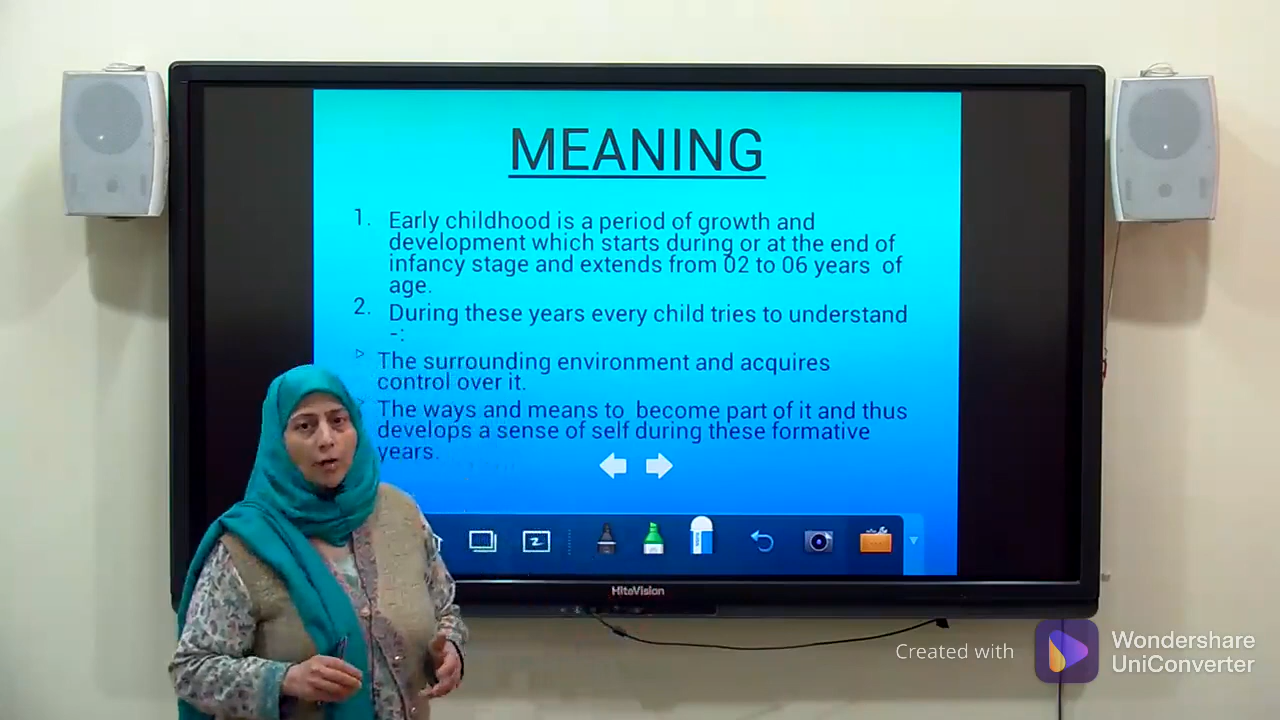 MEANING
1. Early childhood is a period of growth and
development which starts during or at the end of
infancy stage and extends from 02 to 06 years of
age.
2. During these years every child tries to understand
-:
The surrounding environment and acquires
control over it.
The ways and means to become part of it and thus
develops a sense of self during these formative
years.
HiteVision
Created with
Wondershare
UniConverter